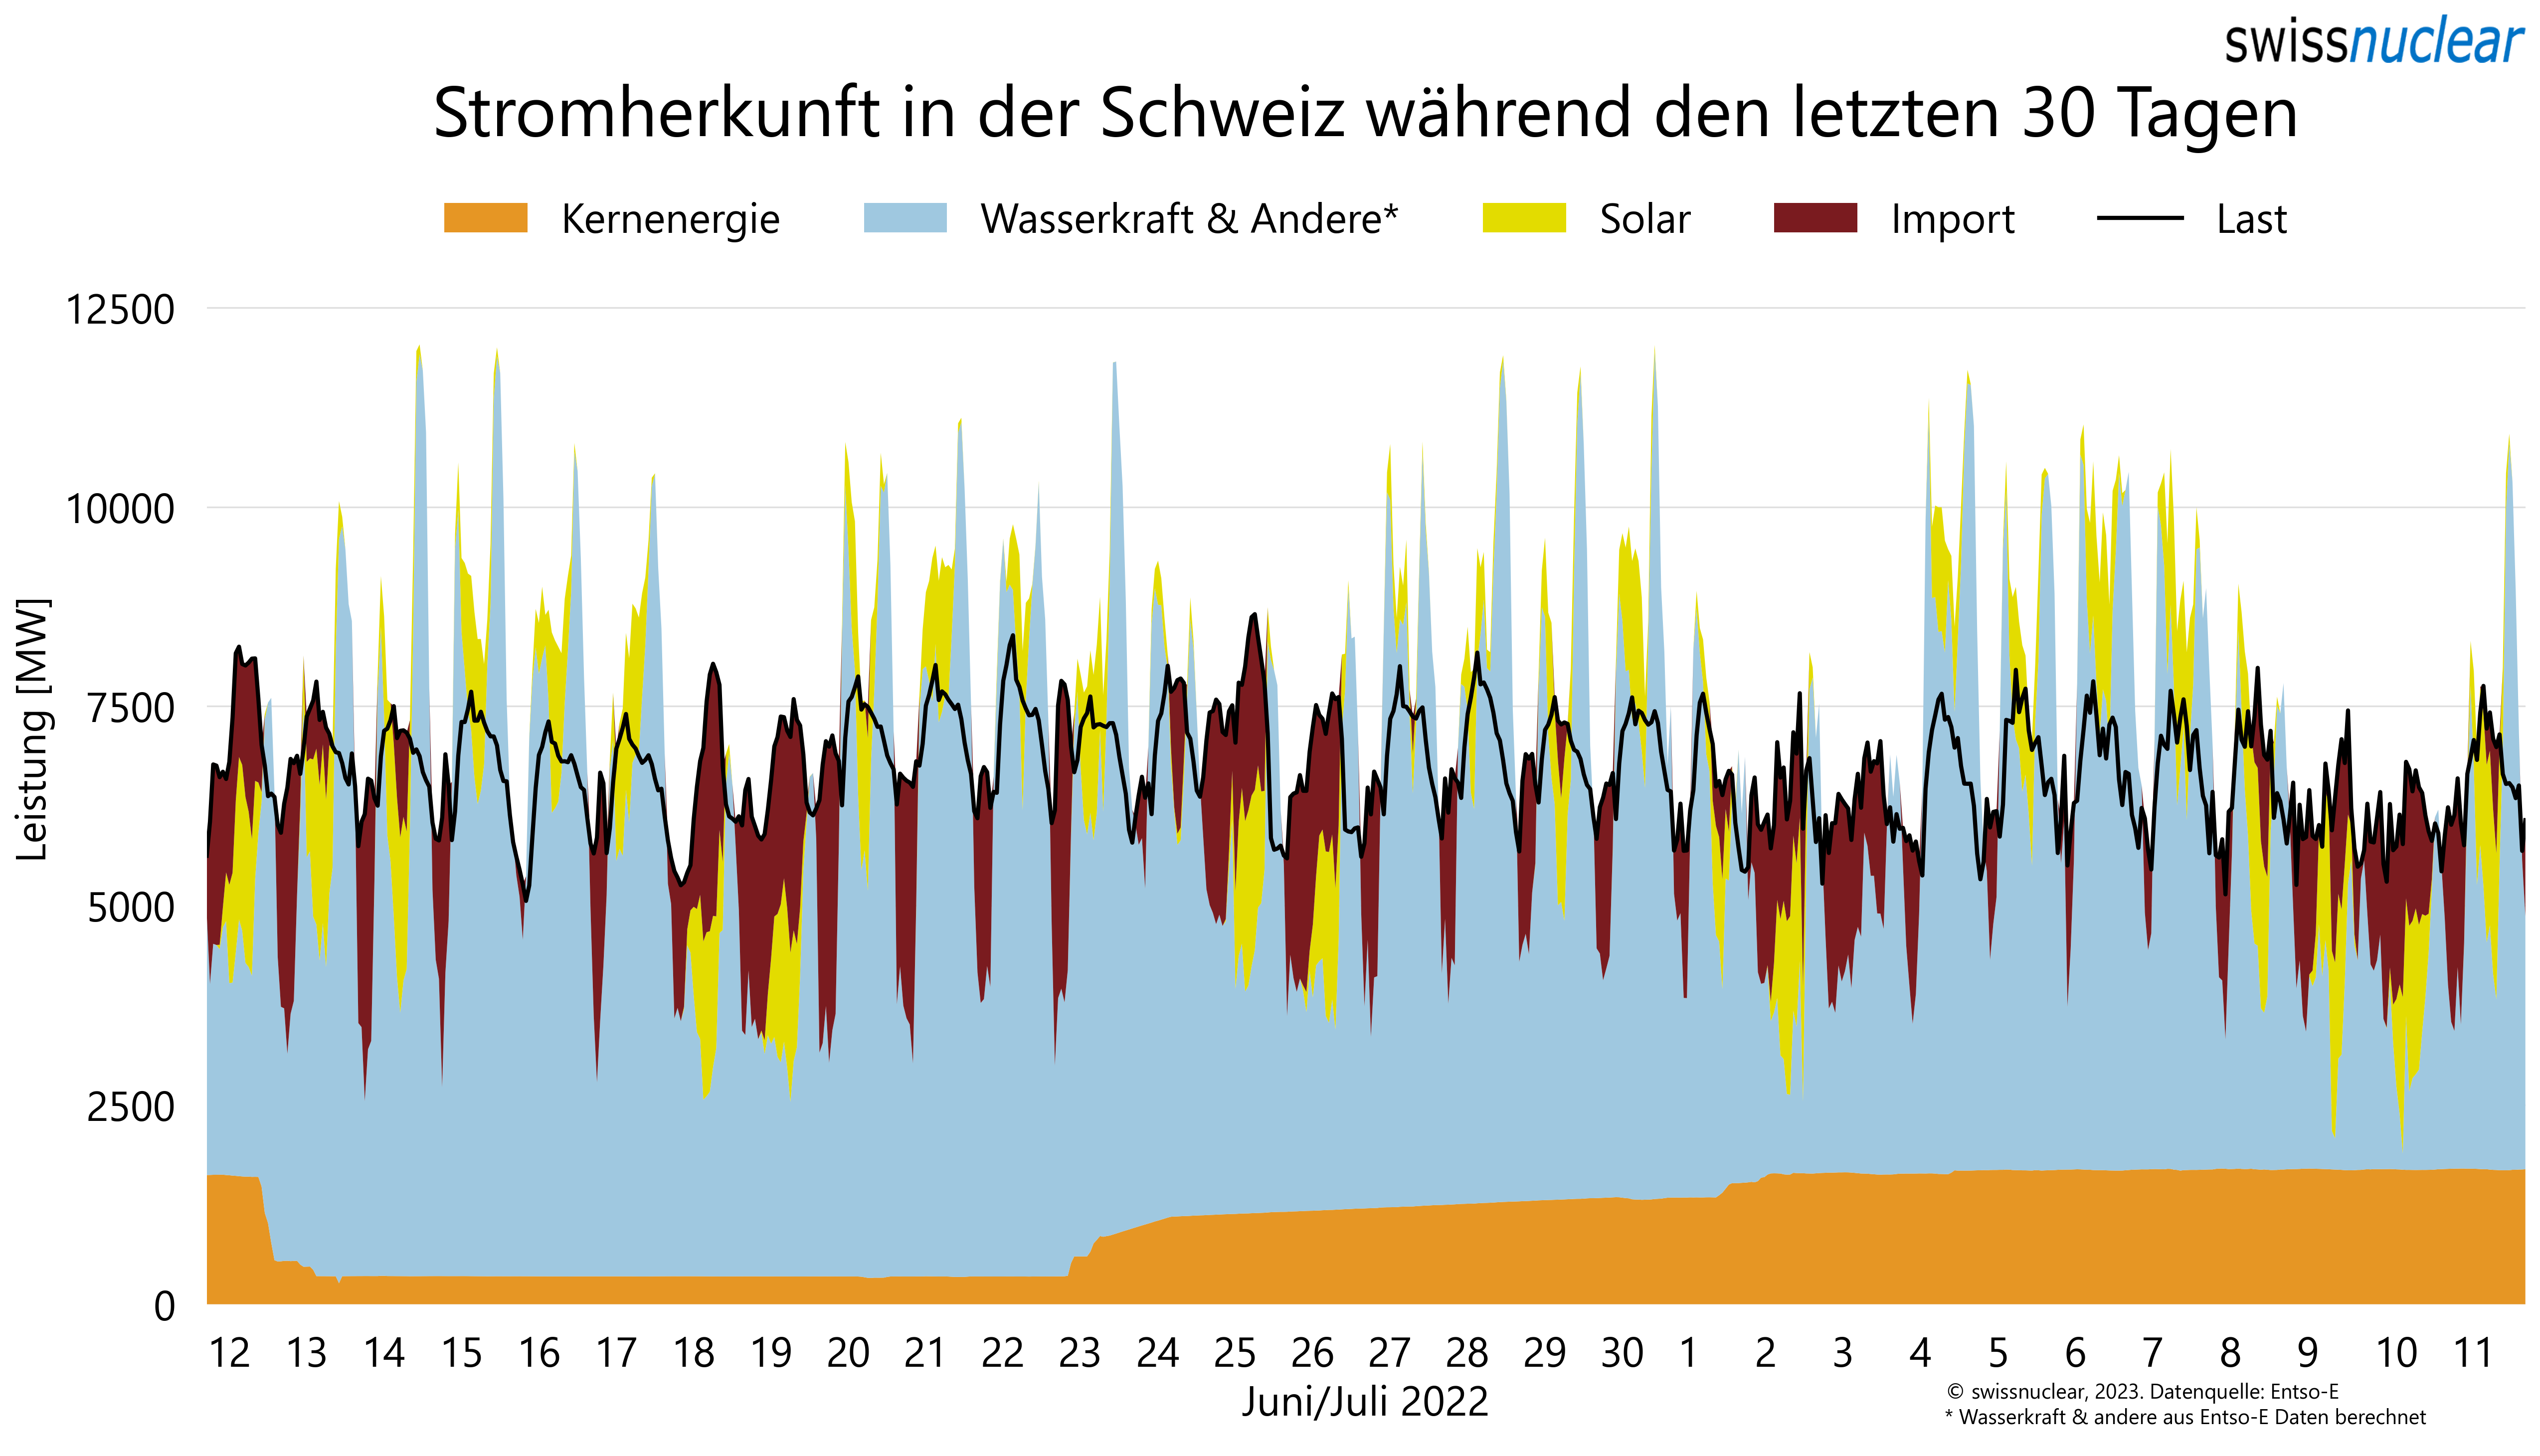 swissnuclear
Stromherkunft in der Schweiz während den letzten 30 Tagen
Kernenergie Wasserkraft & Andere* Solar Import Last
12500
10000
7500
5000
2500
0
Leistung [MW]
12 13 14 15 16 17 18 19 20 21 22 23 24 25 26 27 28 29 30 1 2 3 4 5 6 7 8 9 10 11
Juni/Juli 2022
© swissnuclear, 2023. Datenquelle: Entso-E
* Wasserkraft & andere aus Entso-E Daten berechnet